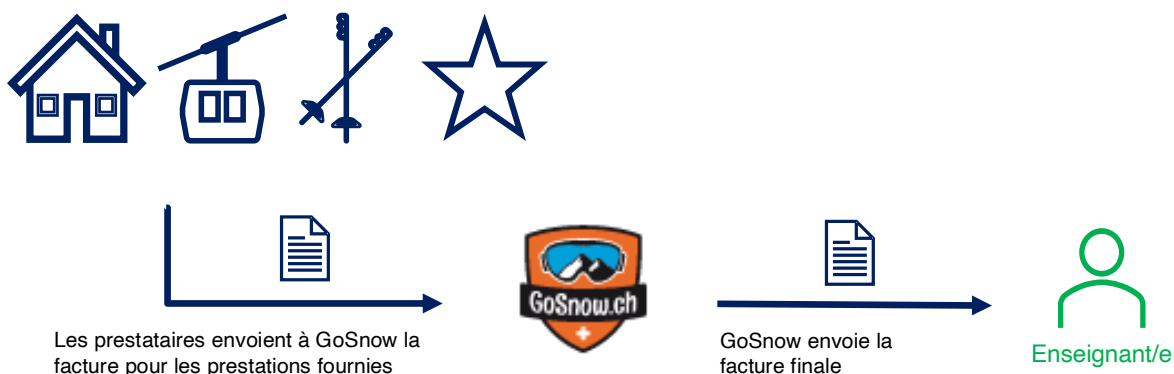 GoSnow.ch
Les prestataires envoient à GoSnow la
facture pour les prestations fournies
GoSnow envoie la
facture finale
Enseignant/e